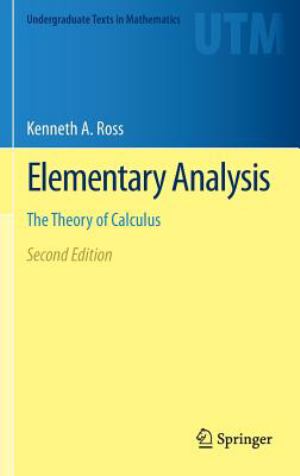 Undergraduate Texts in Mathematics
UTM
Kenneth A. Ross
Elementary Analysis
The Theory of Calculus
Second Edition
Springer